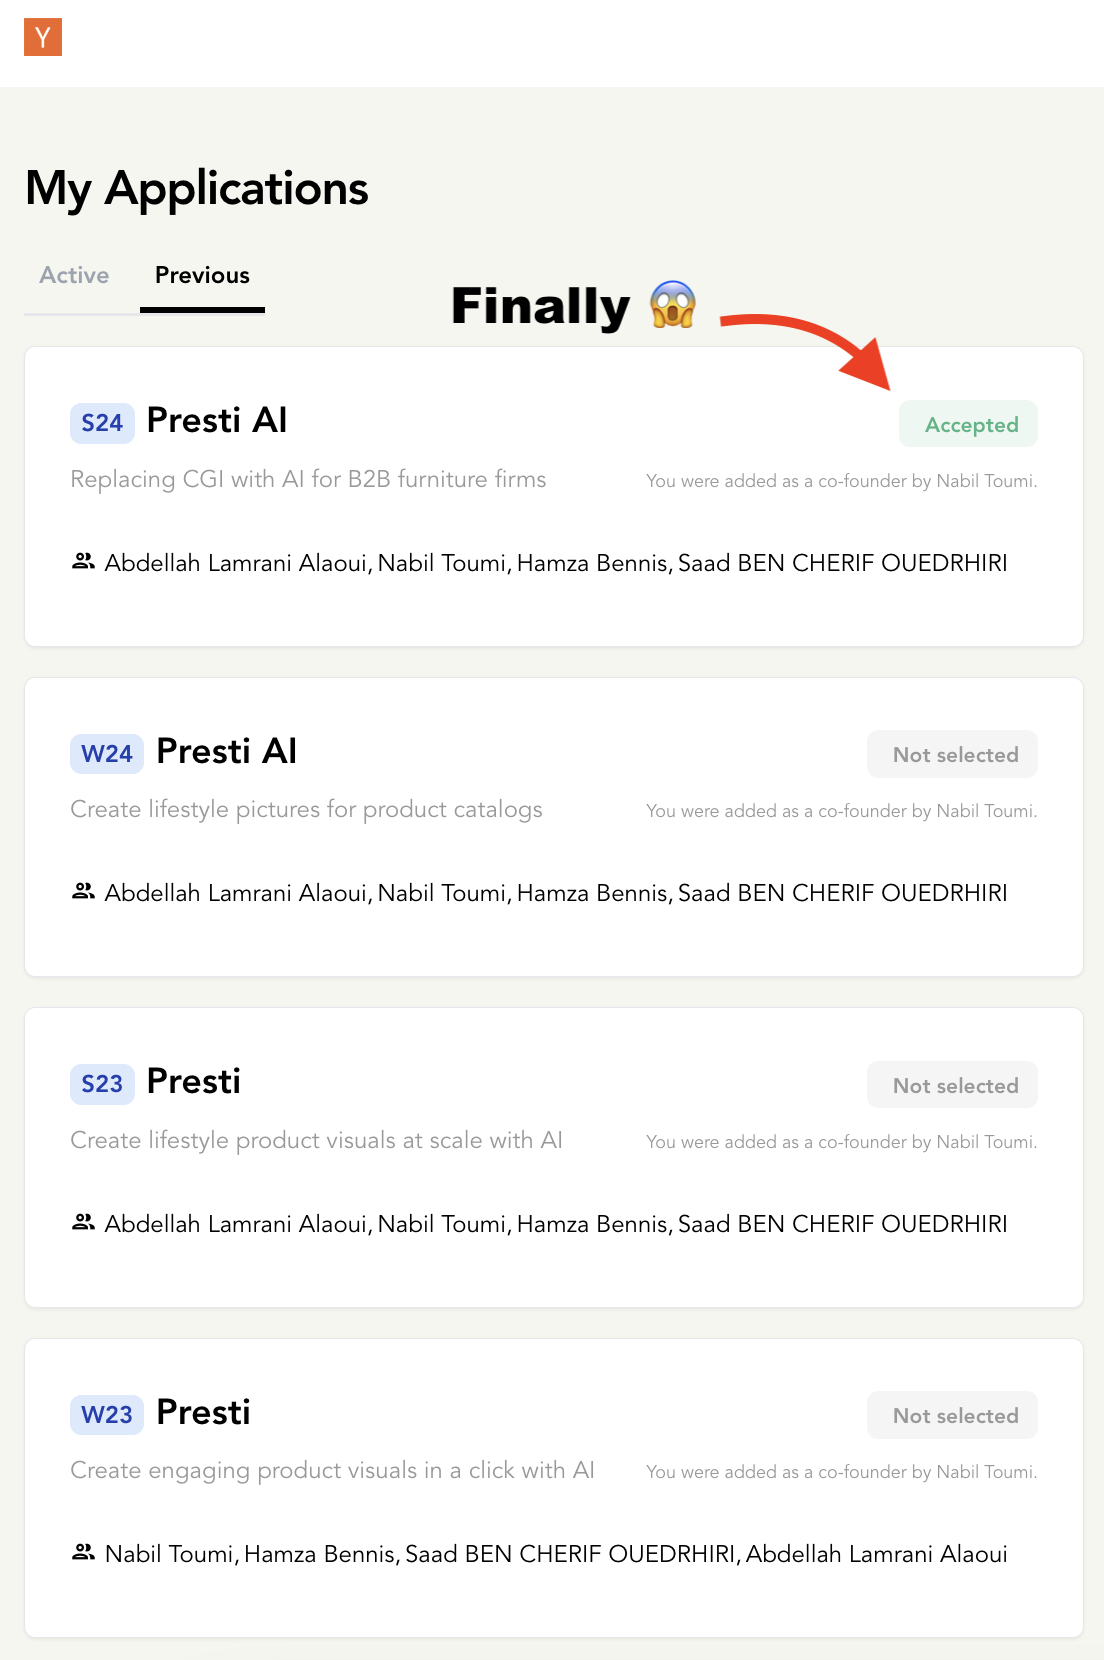 Y
My Applications
Active Previous
Finally 😱
S24 Presti AI Accepted
Replacing CGI with AI for B2B furniture firms You were added as a co-founder by Nabil Toumi.
Abdellah Lamrani Alaoui, Nabil Toumi, Hamza Bennis, Saad BEN CHERIF OUEDRHIRI
W24 Presti AI Not selected
Create lifestyle pictures for product catalogs You were added as a co-founder by Nabil Toumi.
Abdellah Lamrani Alaoui, Nabil Toumi, Hamza Bennis, Saad BEN CHERIF OUEDRHIRI
S23 Presti Not selected
Create lifestyle product visuals at scale with AI You were added as a co-founder by Nabil Toumi.
Abdellah Lamrani Alaoui, Nabil Toumi, Hamza Bennis, Saad BEN CHERIF OUEDRHIRI
W23 Presti Not selected
Create engaging product visuals in a click with AI You were added as a co-founder by Nabil Toumi.
Nabil Toumi, Hamza Bennis, Saad BEN CHERIF OUEDRHIRI, Abdellah Lamrani Alaoui